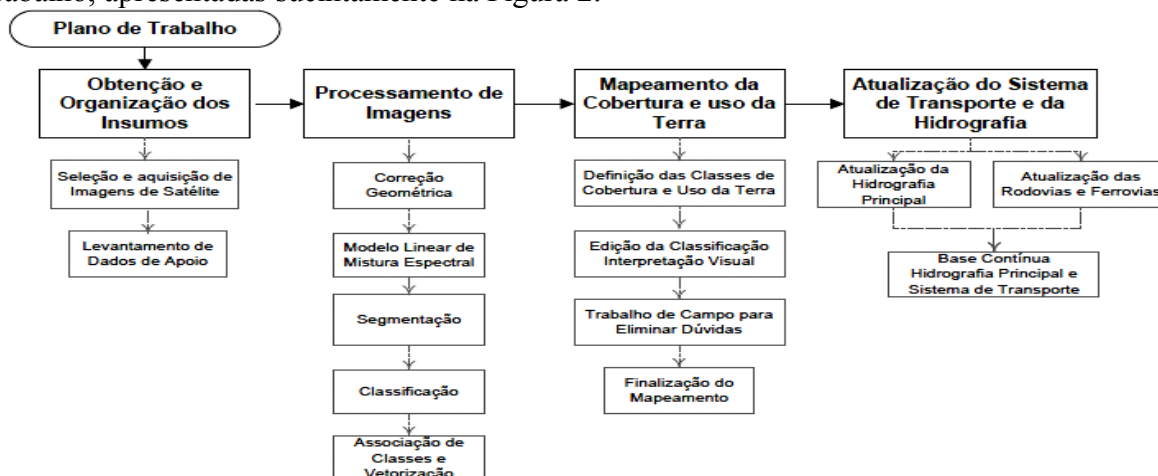 abalho, apresentadas sucintamente na Figura 2.
Plano de Trabalho
Obtenção e
Organização dos
Insumos
Seleção e aquisição de
Imagens de Satélite
Levantamento de
Dados de Apoio
Processamento de
Imagens
Correção
Geométrica
Modelo Linear de
Mistura Espectral
Segmentação
Classificação
Associação de
Classes e
Vetorização
Mapeamento da
Cobertura e uso da
Terra
Definição das Classes de
Cobertura e Uso da Terra
Edição da Classificação
Interpretação Visual
Trabalho de Campo para
Eliminar Dúvidas
Finalização do
Mapeamento
Atualização do Sistema
de Transporte e da
Hidrografia
Atualização da
Hidrografia
Principal
Atualização das
Rodovias e Ferrovias
Base Contínua
Hidrografia Principal e
Sistema de Transporte